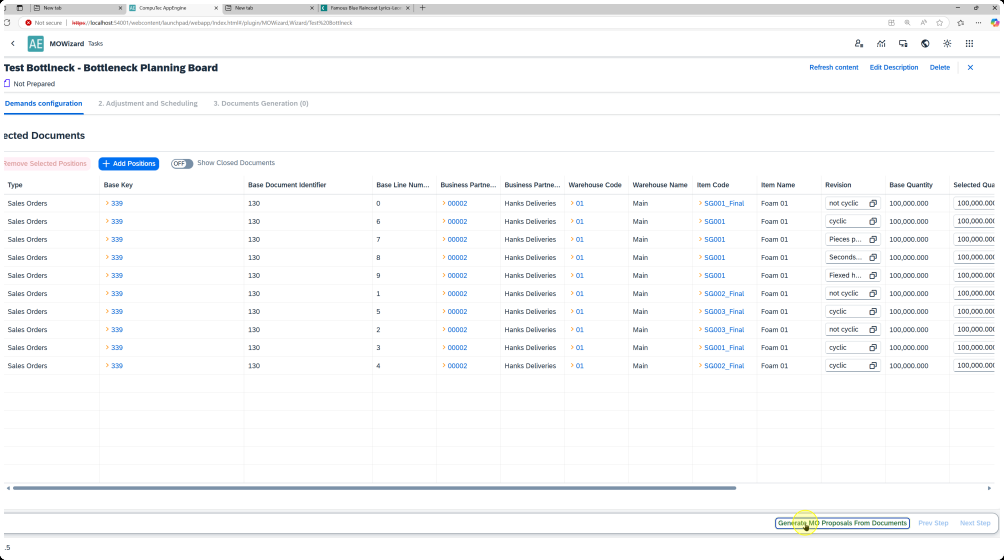 New tab
CompuTec AppEngine
New tab
Famous Blue Raincoat Lyrics-Leo
Not secure
https://localhost:54001/webcontent/launchpad/webapp/index.html#/plugin/MOWizard.Wizard/Test%20Bottlneck
AE MOWizard Tasks
Test Bottlneck - Bottleneck Planning Board
Refresh content Edit Description Delete
Not Prepared
Demands configuration 2. Adjustment and Scheduling 3. Documents Generation (0)
ected Documents
Remove Selected Positions + Add Positions OFF Show Closed Documents
Type Base Key Base Document Identifier Base Line Num... Business Partne... Business Partne... Warehouse Code Warehouse Name Item Code Item Name Revision Base Quantity Selected Qua
Sales Orders 339 130 0 00002 Hanks Deliveries 01 Main SG001_Final Foam 01 not cyclic 100,000.000 100,000.000
Sales Orders 339 130 6 00002 Hanks Deliveries 01 Main SG001 Foam 01 cyclic 100,000.000 100,000.000
Sales Orders 339 130 7 00002 Hanks Deliveries 01 Main SG001 Foam 01 Pieces p... 100,000.000 100,000.000
Sales Orders 339 130 8 00002 Hanks Deliveries 01 Main SG001 Foam 01 Seconds... 100,000.000 100,000.000
Sales Orders 339 130 9 00002 Hanks Deliveries 01 Main SG001 Foam 01 Fiexed h... 100,000.000 100,000.000
Sales Orders 339 130 1 00002 Hanks Deliveries 01 Main SG002_Final Foam 01 not cyclic 100,000.000 100,000.000
Sales Orders 339 130 5 00002 Hanks Deliveries 01 Main SG003_Final Foam 01 cyclic 100,000.000 100,000.000
Sales Orders 339 130 2 00002 Hanks Deliveries 01 Main SG003_Final Foam 01 not cyclic 100,000.000 100,000.000
Sales Orders 339 130 3 00002 Hanks Deliveries 01 Main SG001_Final Foam 01 cyclic 100,000.000 100,000.000
Sales Orders 339 130 4 00002 Hanks Deliveries 01 Main SG002_Final Foam 01 cyclic 100,000.000 100,000.000
Generate MO Proposals From Documents Prev Step Next Step
.5